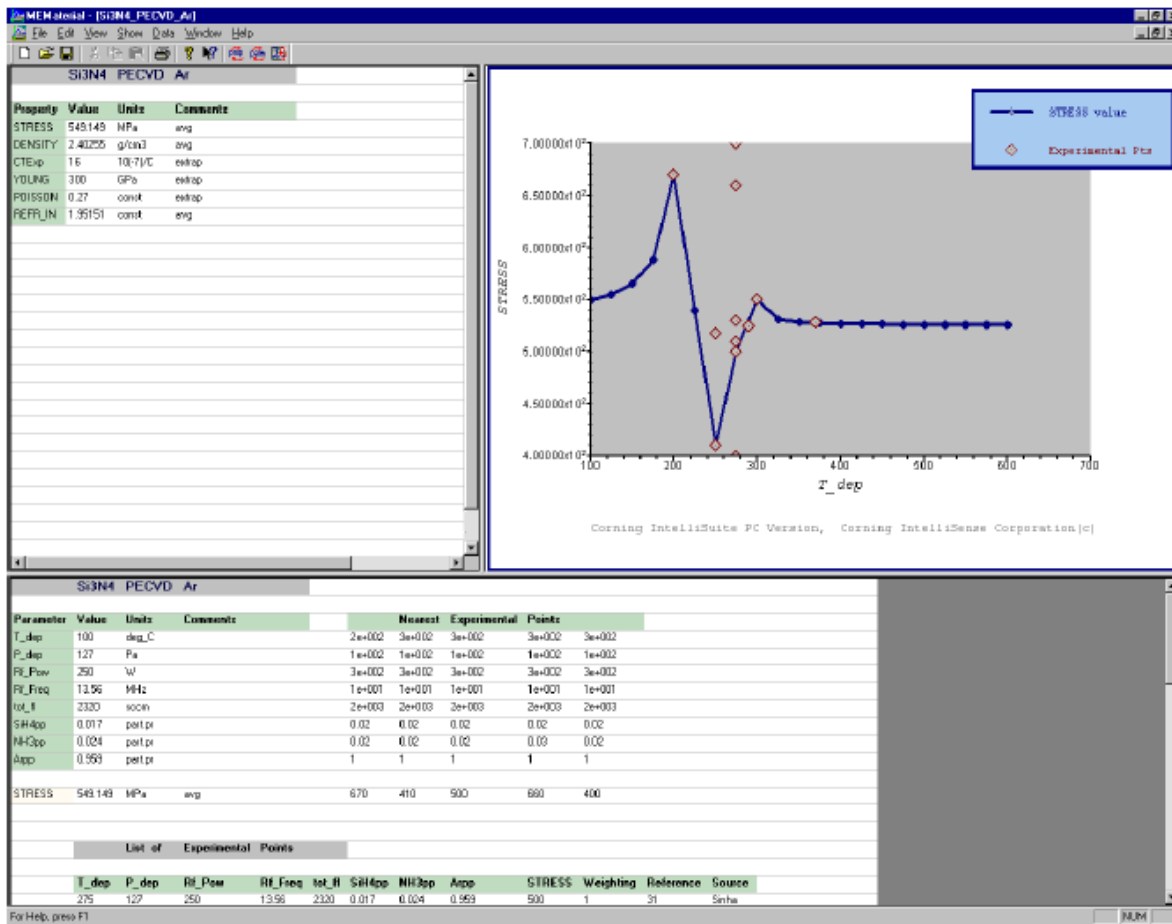 MEMaterial - [Si3N4_PECVD_Ar]
File Edit View Show Data Window Help
Si3N4 PECVD Ar
Property Value Units Comments
STRESS 549.149 MPa avg
DENSITY 2.40255 g/cm3 avg
CTExp 16 10(-7)/C extrap
YOUNG 300 GPa extrap
POISSON 0.27 const extrap
REFR_IN 1.95151 const avg
STRESS value
Experimental Pts
7.00000x10²
6.50000x10²
6.00000x10²
5.50000x10²
5.00000x10²
4.50000x10²
4.00000x10²
STRESS
100 200 300 400 500 600 700
T_dep
Corning IntelliSuite PC Version, Corning IntelliSense Corporation(c)
Si3N4 PECVD Ar
Parameter Value Units Comments Nearest Experimental Points
T_dep 100 deg_C 2e+002 3e+002 3e+002 3e+002 3e+002
P_dep 127 Pa 1e+002 1e+002 1e+002 1e+002 1e+002
Rf_Pow 250 W 3e+002 3e+002 3e+002 3e+002 3e+002
Rf_Freq 13.56 MHz 1e+001 1e+001 1e+001 1e+001 1e+001
tot_fl 2320 sccm 2e+003 2e+003 2e+003 2e+003 2e+003
SiH4pp 0.017 part.pr 0.02 0.02 0.02 0.02 0.02
NH3pp 0.024 part.pr 0.02 0.02 0.02 0.03 0.02
Arpp 0.959 part.pr 1 1 1 1 1
STRESS 549.149 MPa avg 670 410 500 660 400
List of Experimental Points
T_dep P_dep Rf_Pow Rf_Freq tot_fl SiH4pp NH3pp Arpp STRESS Weighting Reference Source
275 127 250 13.56 2320 0.017 0.024 0.959 500 1 31 Sinha
For Help, press F1
NUM